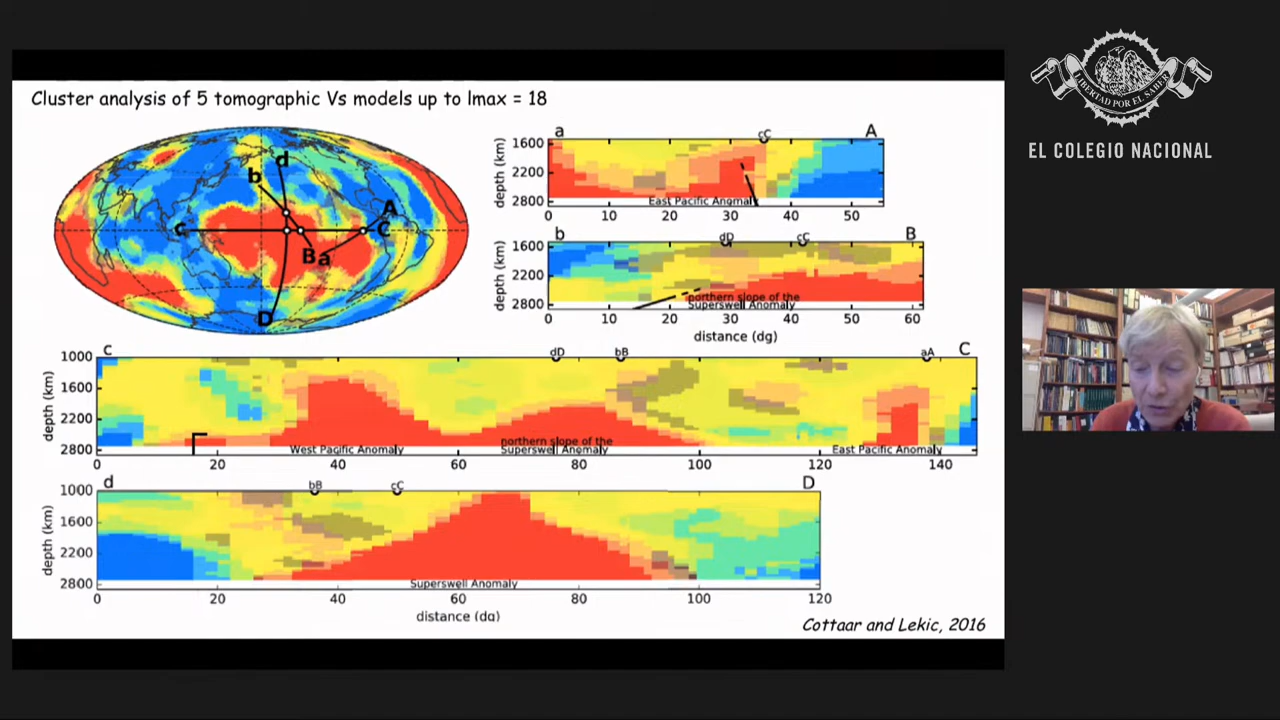 Cluster analysis of 5 tomographic Vs models up to lmax = 18
d
b
A
c
C
B
a
D
a
cC
A
depth (km)
1600
2200
2800
East Pacific Anomaly
0 10 20 30 40 50
b
dD
cC
B
depth (km)
1600
2200
2800
northern slope of the
Superswell Anomaly
0 10 20 30 40 50 60
distance (dg)
c
dD
bB
aA
C
depth (km)
1000
1600
2200
2800
West Pacific Anomaly
northern slope of the
Superswell Anomaly
East Pacific Anomaly
0 20 40 60 80 100 120 140
d
bB
cC
D
depth (km)
1000
1600
2200
2800
Superswell Anomaly
0 20 40 60 80 100 120
distance (dg)
Cottaar and Lekic, 2016
LIBERTAD POR EL SABER
EL COLEGIO NACIONAL